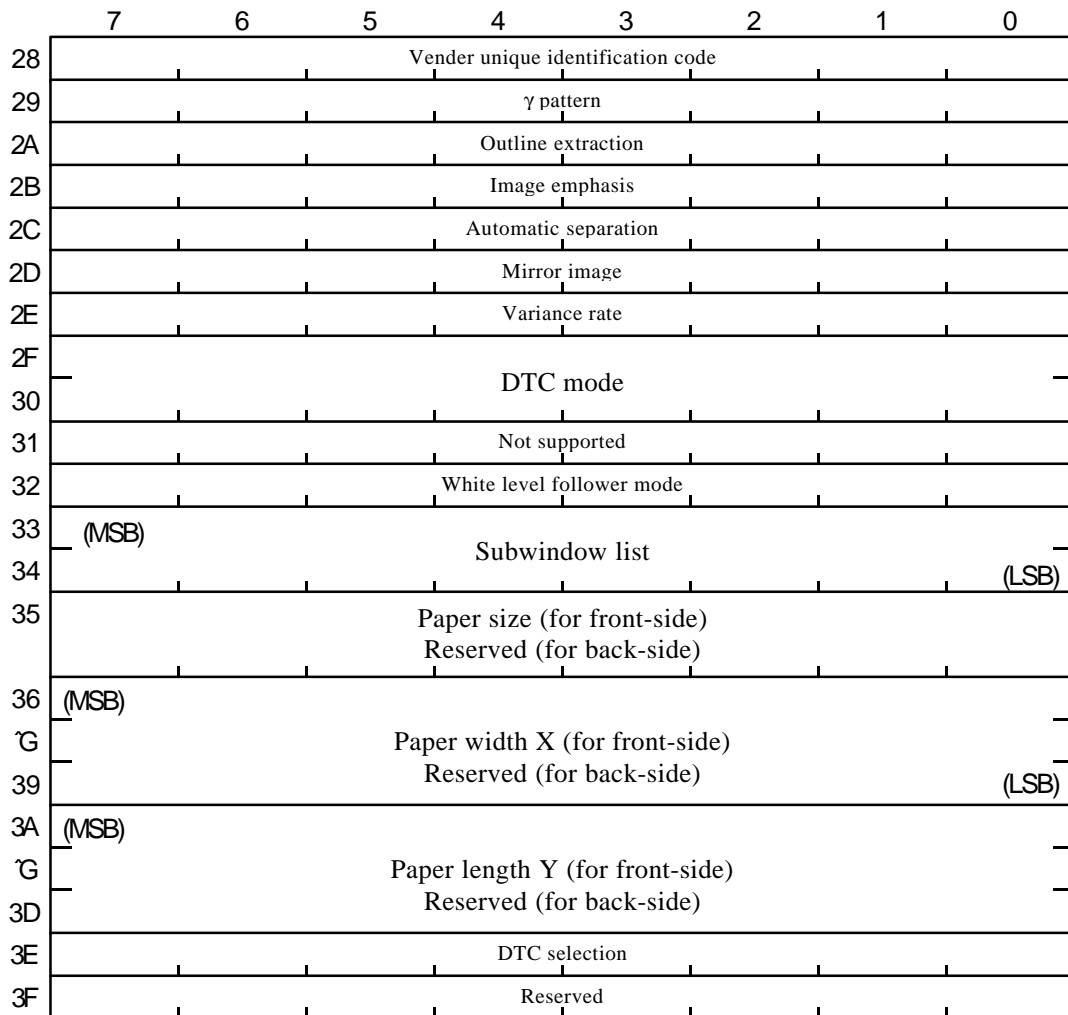 7 6 5 4 3 2 1 0
28 Vender unique identification code
29 γ pattern
2A Outline extraction
2B Image emphasis
2C Automatic separation
2D Mirror image
2E Variance rate
2F
DTC mode
30
31 Not supported
32 White level follower mode
33 (MSB)
Subwindow list
34 (LSB)
35 Paper size (for front-side)
Reserved (for back-side)
36 (MSB)
˜G Paper width X (for front-side)
39 Reserved (for back-side) (LSB)
3A (MSB)
˜G Paper length Y (for front-side)
3D Reserved (for back-side)
3E DTC selection
3F Reserved